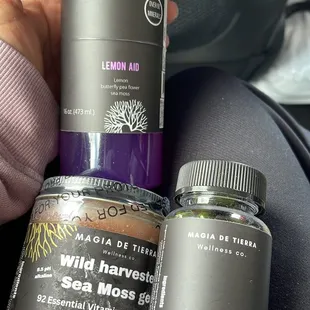 LEMON AID
Lemon
butterfly pea flower
sea moss
16 oz (473 ml)
MAGIA DE TIERRA
Wellness co.
Wild harveste
Sea Moss ge
92 Essential Vitam
MAGIA DE TIERRA
Wellness co.